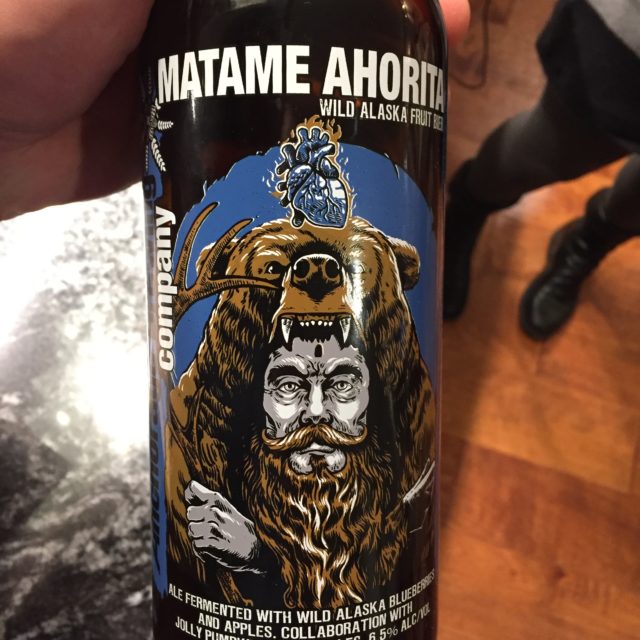 MATAME AHORITA
WILD ALASKA FRUIT BEER
company
ALE FERMENTED WITH WILD ALASKA BLUEBERRIES
AND APPLES. COLLABORATION WITH
JOLLY 6.5% ALC/VOL